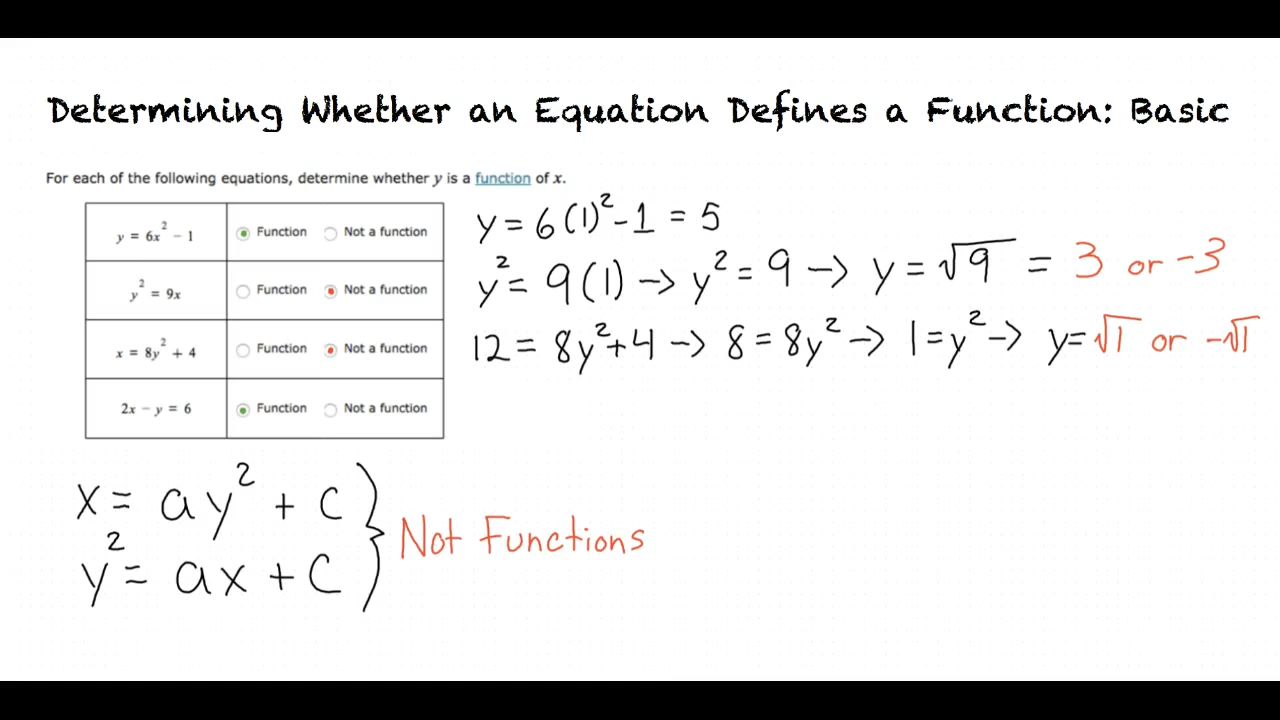 Determining Whether an Equation Defines a Function: Basic
For each of the following equations, determine whether y is a function of x.
y = 6x² − 1 Function Not a function
y² = 9x Function Not a function
x = 8y² + 4 Function Not a function
2x − y = 6 Function Not a function
y = 6(1)² - 1 = 5
y² = 9(1) → y² = 9 → y = √9 = 3 or -3
12 = 8y² + 4 → 8 = 8y² → 1 = y² → y = √1 or -√1
x = ay² + c
y² = ax + c
Not Functions